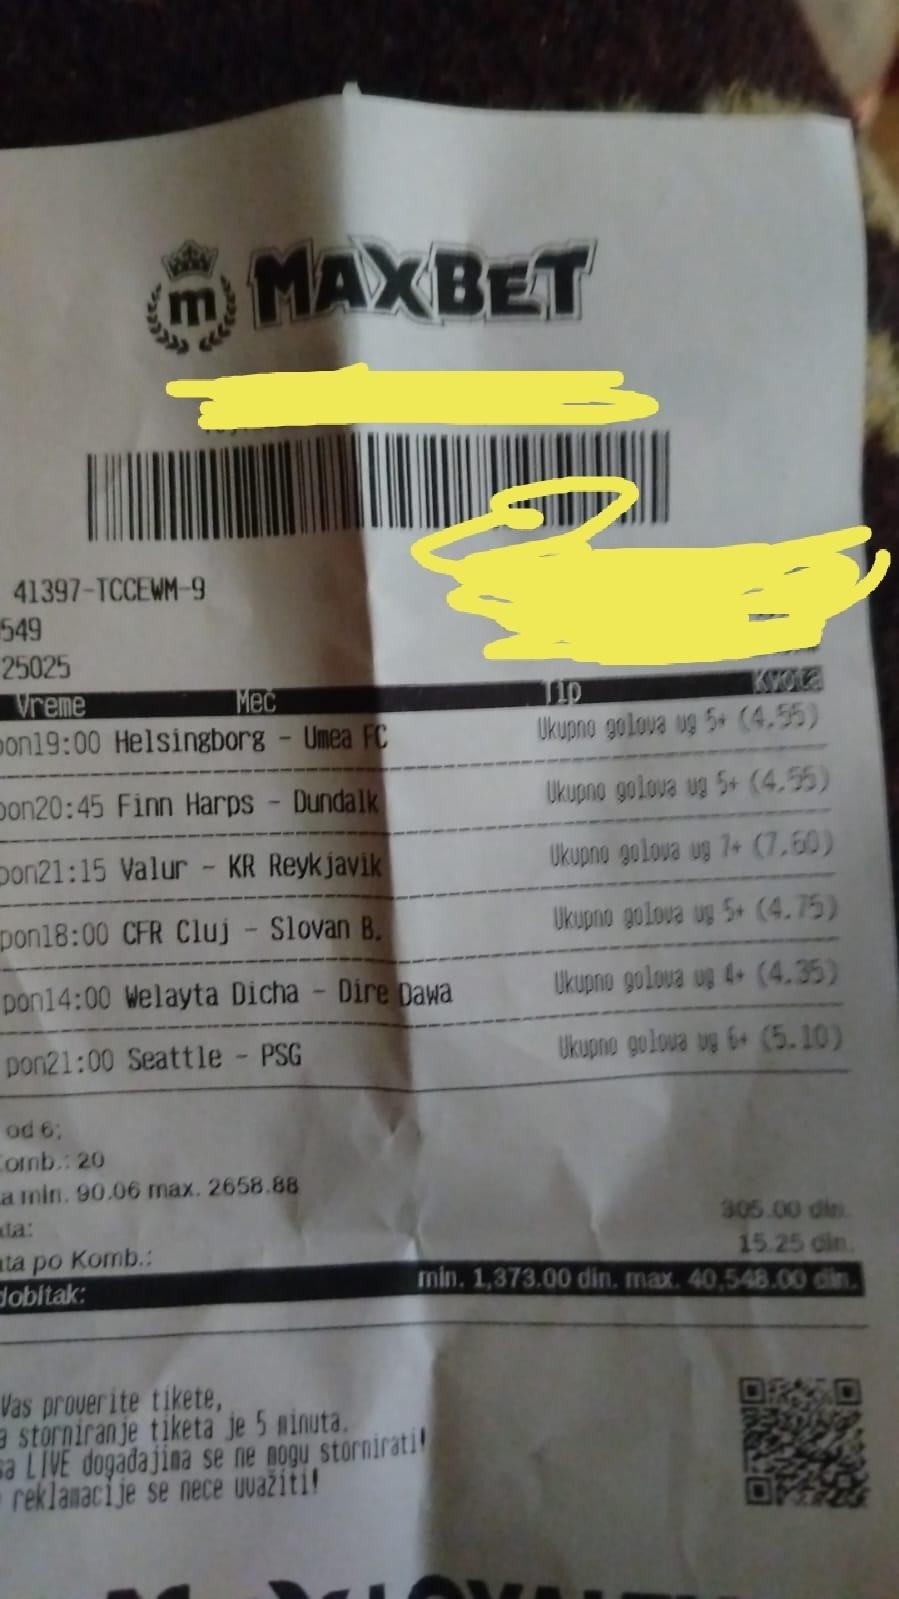 m MAXBET
41397-TCCEWM-9
549
25025
Vreme Meč Tip Kvota
pon19:00 Helsingborg - Umea FC Ukupno golova ug 5+ (4.55)
pon20:45 Finn Harps - Dundalk Ukupno golova ug 5+ (4.55)
pon21:15 Valur - KR Reykjavik Ukupno golova ug 7+ (7.60)
pon18:00 CFR Cluj - Slovan B. Ukupno golova ug 5+ (4.75)
pon14:00 Welayta Dicha - Dire Dawa Ukupno golova ug 4+ (4.35)
pon21:00 Seattle - PSG Ukupno golova ug 6+ (5.10)
od 6;
omb.: 20
a min. 90.06 max. 2658.88
ata: 305.00 din.
ata po Komb.: 15.25 din.
dobitak: min. 1,373.00 din. max. 40,548.00 din.
Vas proverite tikete,
a storniranje tiketa je 5 minuta.
sa LIVE događajima se ne mogu stornirati!
reklamacije se nece uvažiti!